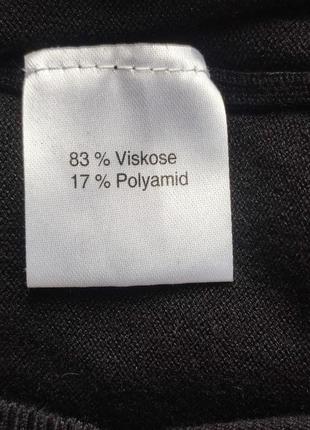 83 % Viskose
17 % Polyamid